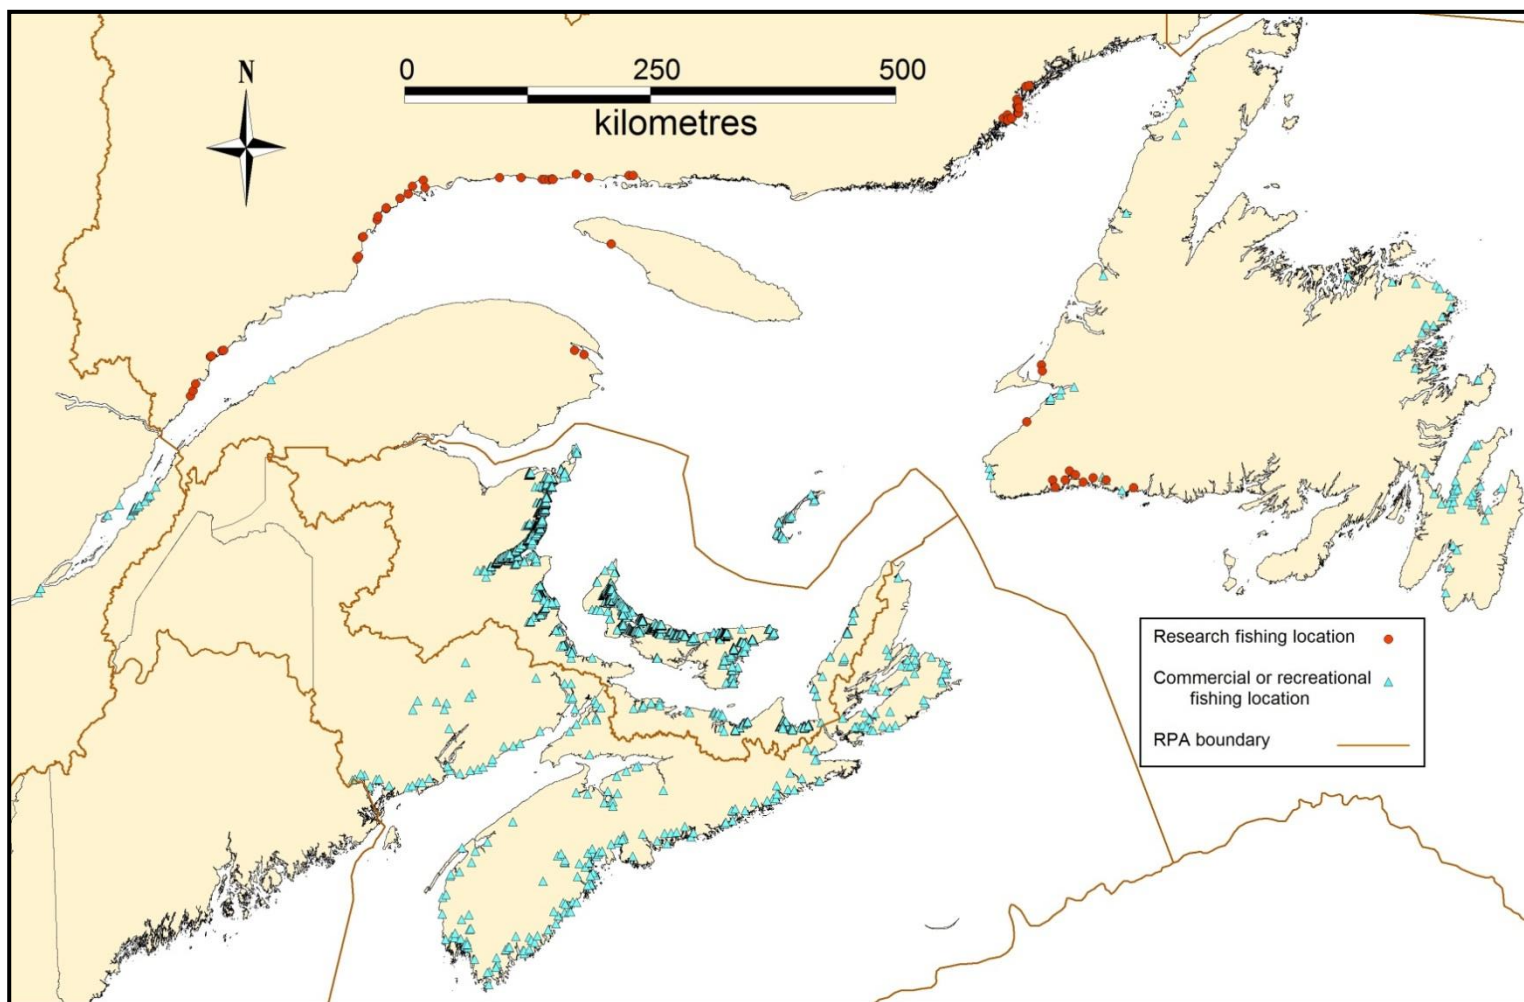 N
0 250 500
kilometres
Research fishing location
Commercial or recreational
fishing location
RPA boundary